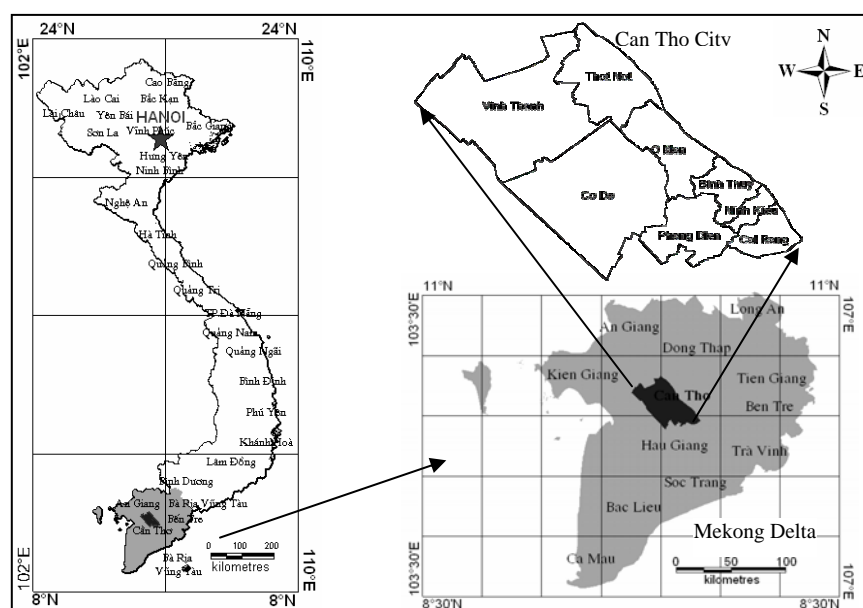 24°N 24°N
102°E
110°E
Cao Bằng
Lào Cai Bắc Kạn
Lai Châu Yên Bái HANOI
Sơn La Vĩnh Phúc Bắc Giang
Hưng Yên
Ninh Bình
Nghệ An
Hà Tĩnh
Quảng Bình
Quảng Trị
TP.Đà Nẵng
Quảng Nam
Quảng Ngãi
Bình Định
Phú Yên
Khánh Hoà
Lâm Đồng
Bình Dương
An Giang Bà Rịa Vũng Tàu
Bến Tre
Cần Thơ
Bà Rịa
Vũng Tàu
0 100 200
kilometres
102°E
110°E
8°N 8°N
Can Tho City
N
W E
S
Thot Not
Vinh Thanh
O Mon
Co Do
Binh Thuy
Ninh Kieu
Phong Dien
Cai Rang
11°N 11°N
103°30'E
107°E
Long An
An Giang
Dong Thap
Kien Giang
Tien Giang
Can Tho
Ben Tre
Hau Giang
Trà Vinh
Soc Trang
Bac Lieu
Mekong Delta
Ca Mau
0 50 100
kilometres
103°30'E
107°E
8°30'N 8°30'N